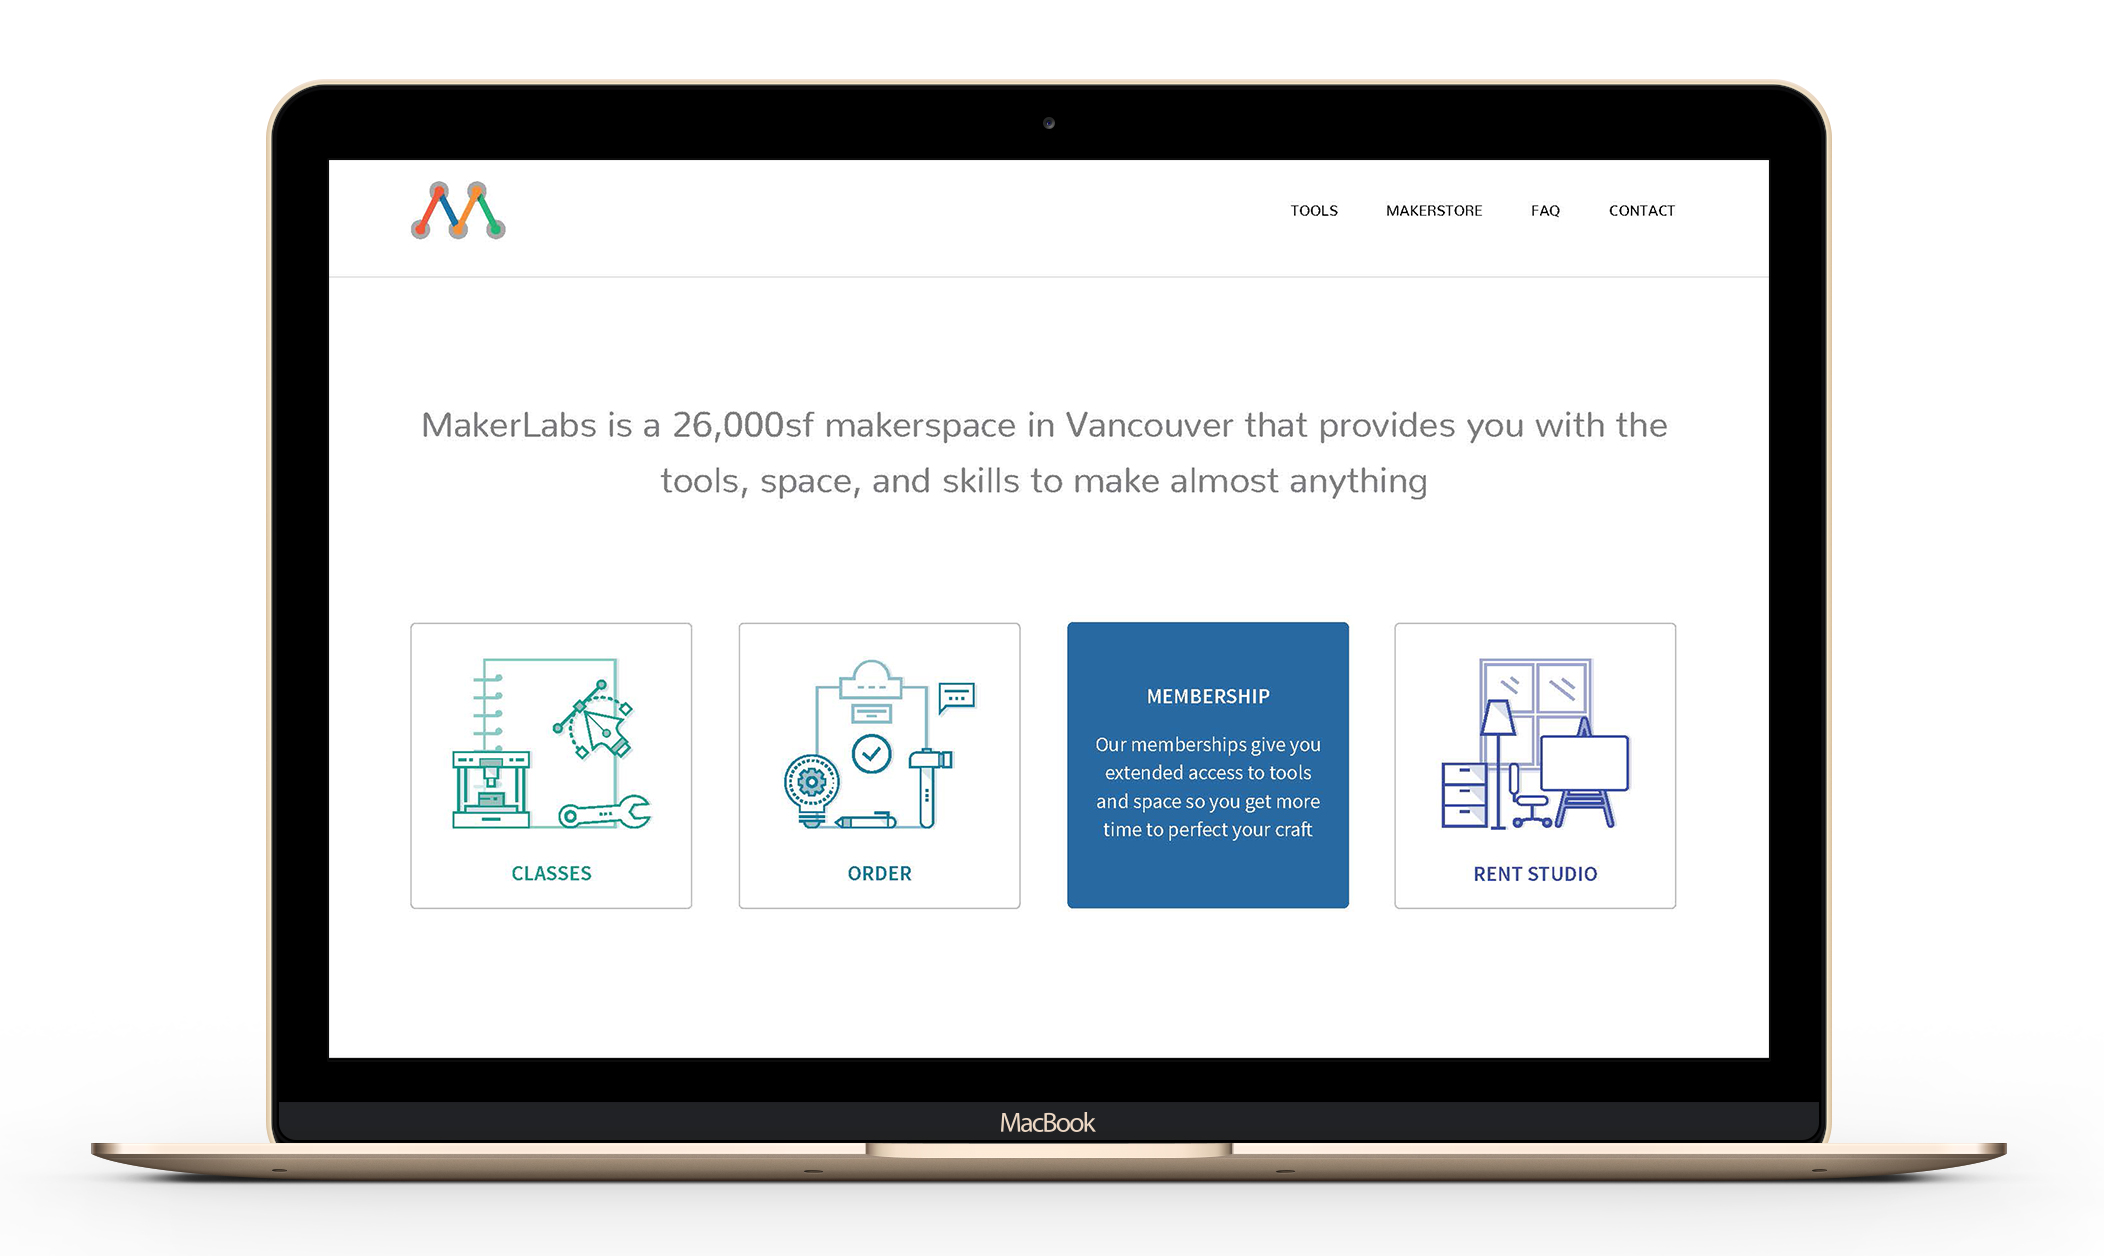 TOOLS MAKERSTORE FAQ CONTACT
MakerLabs is a 26,000sf makerspace in Vancouver that provides you with the
tools, space, and skills to make almost anything
CLASSES
ORDER
MEMBERSHIP
Our memberships give you
extended access to tools
and space so you get more
time to perfect your craft
RENT STUDIO
MacBook